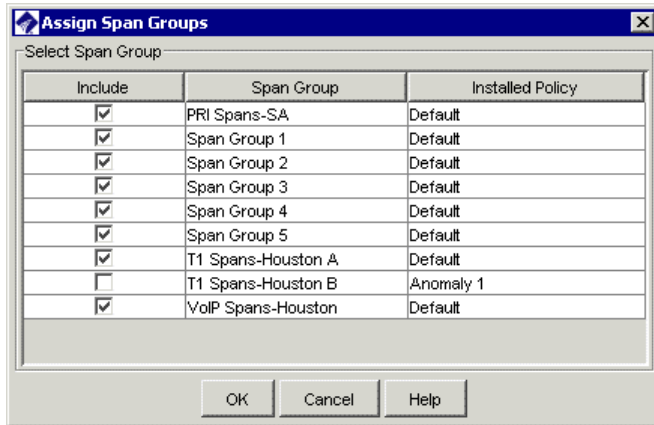 Assign Span Groups
Select Span Group
Include Span Group Installed Policy
PRI Spans-SA Default
Span Group 1 Default
Span Group 2 Default
Span Group 3 Default
Span Group 4 Default
Span Group 5 Default
T1 Spans-Houston A Default
T1 Spans-Houston B Anomaly 1
VoIP Spans-Houston Default
OK Cancel Help